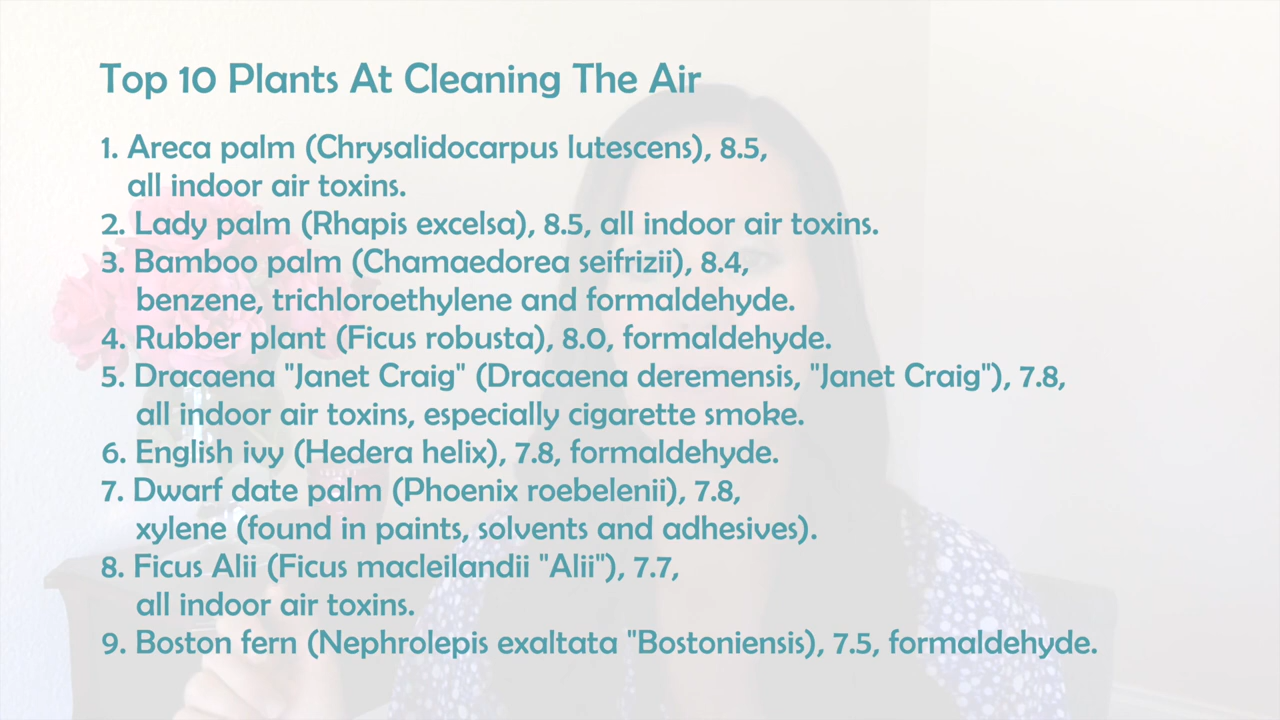 Top 10 Plants At Cleaning The Air
1. Areca palm (Chrysalidocarpus lutescens), 8.5,
all indoor air toxins.
2. Lady palm (Rhapis excelsa), 8.5, all indoor air toxins.
3. Bamboo palm (Chamaedorea seifrizii), 8.4,
benzene, trichloroethylene and formaldehyde.
4. Rubber plant (Ficus robusta), 8.0, formaldehyde.
5. Dracaena "Janet Craig" (Dracaena deremensis, "Janet Craig"), 7.8,
all indoor air toxins, especially cigarette smoke.
6. English ivy (Hedera helix), 7.8, formaldehyde.
7. Dwarf date palm (Phoenix roebelenii), 7.8,
xylene (found in paints, solvents and adhesives).
8. Ficus Alii (Ficus macleilandii "Alii"), 7.7,
all indoor air toxins.
9. Boston fern (Nephrolepis exaltata "Bostoniensis), 7.5, formaldehyde.